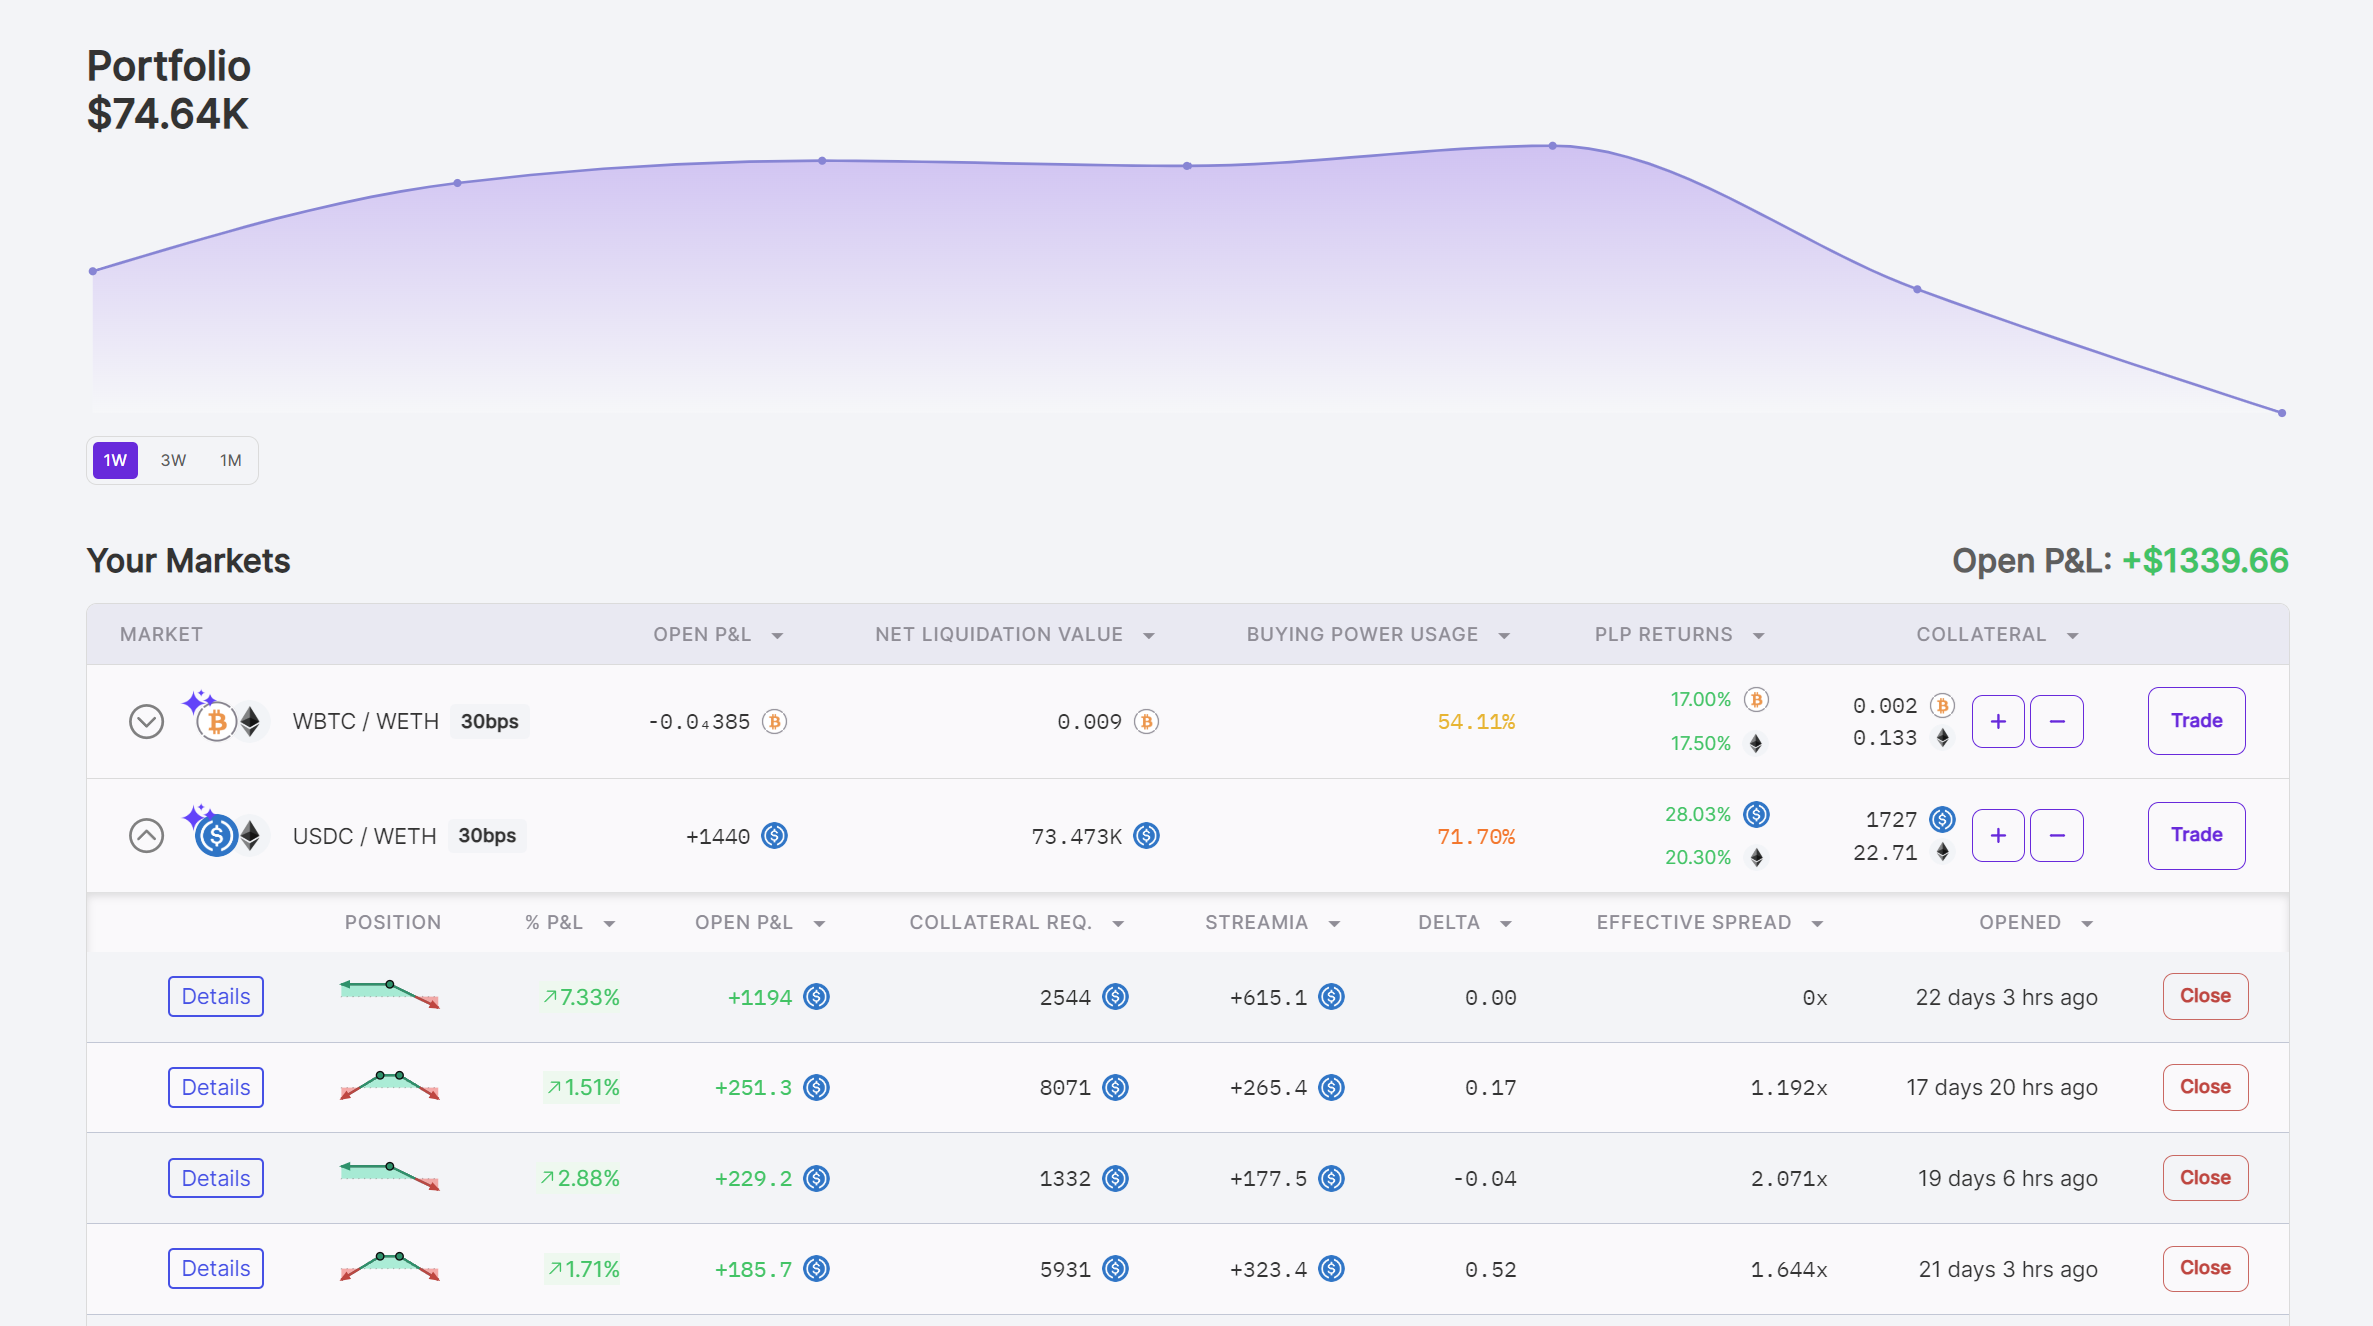 Portfolio
$74.64K
1W 3W 1M
Your Markets
Open P&L: +$1339.66
MARKET OPEN P&L NET LIQUIDATION VALUE BUYING POWER USAGE PLP RETURNS COLLATERAL
WBTC / WETH 30bps -0.0₄385 0.009 54.11% 17.00% 17.50% 0.002 0.133 + − Trade
USDC / WETH 30bps +1440 73.473K 71.70% 28.03% 20.30% 1727 22.71 + − Trade
POSITION % P&L OPEN P&L COLLATERAL REQ. STREAMIA DELTA EFFECTIVE SPREAD OPENED
Details 7.33% +1194 2544 +615.1 0.00 0x 22 days 3 hrs ago Close
Details 1.51% +251.3 8071 +265.4 0.17 1.192x 17 days 20 hrs ago Close
Details 2.88% +229.2 1332 +177.5 -0.04 2.071x 19 days 6 hrs ago Close
Details 1.71% +185.7 5931 +323.4 0.52 1.644x 21 days 3 hrs ago Close